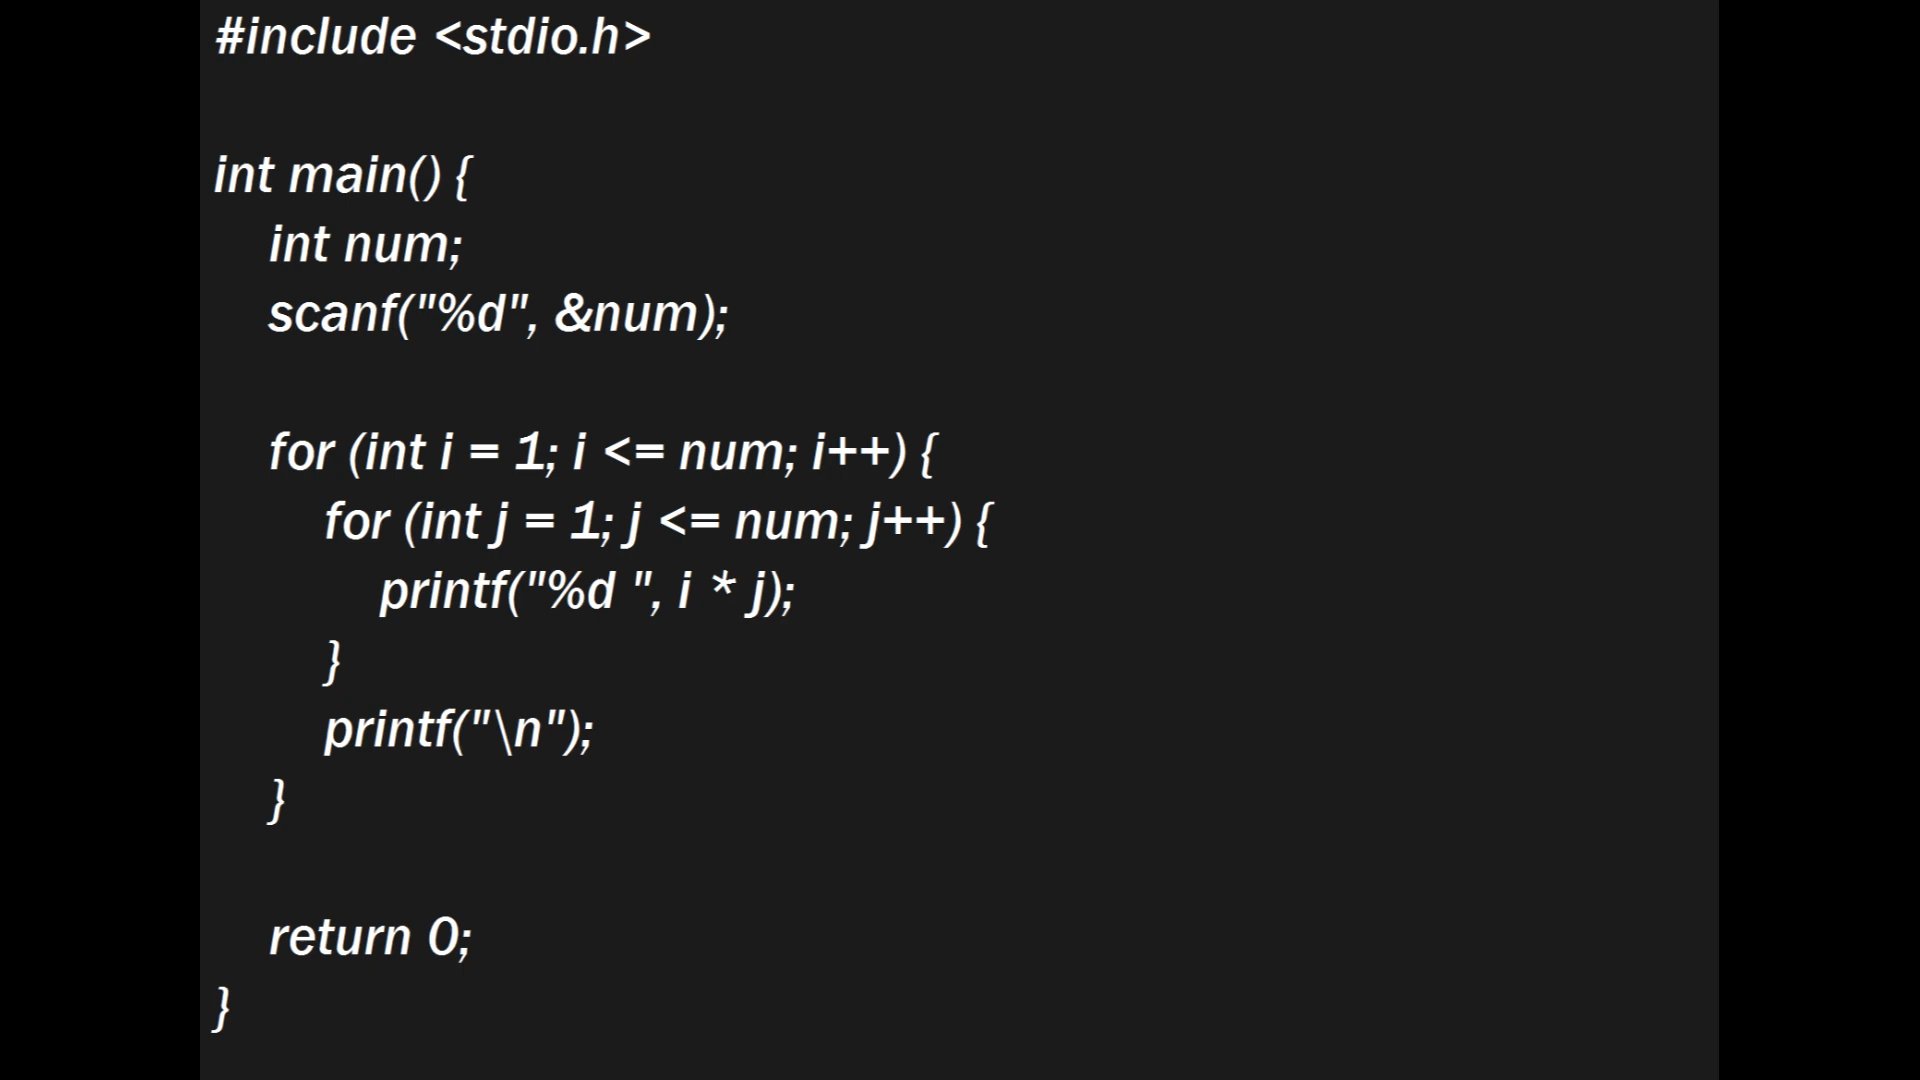 #include <stdio.h>
int main() {
int num;
scanf("%d", &num);
for (int i = 1; i <= num; i++) {
for (int j = 1; j <= num; j++) {
printf("%d ", i * j);
}
printf("\n");
}
return 0;
}